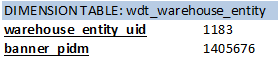 DIMENSION TABLE: wdt_warehouse_entity
warehouse_entity_uid 1183
banner_pidm 1405676